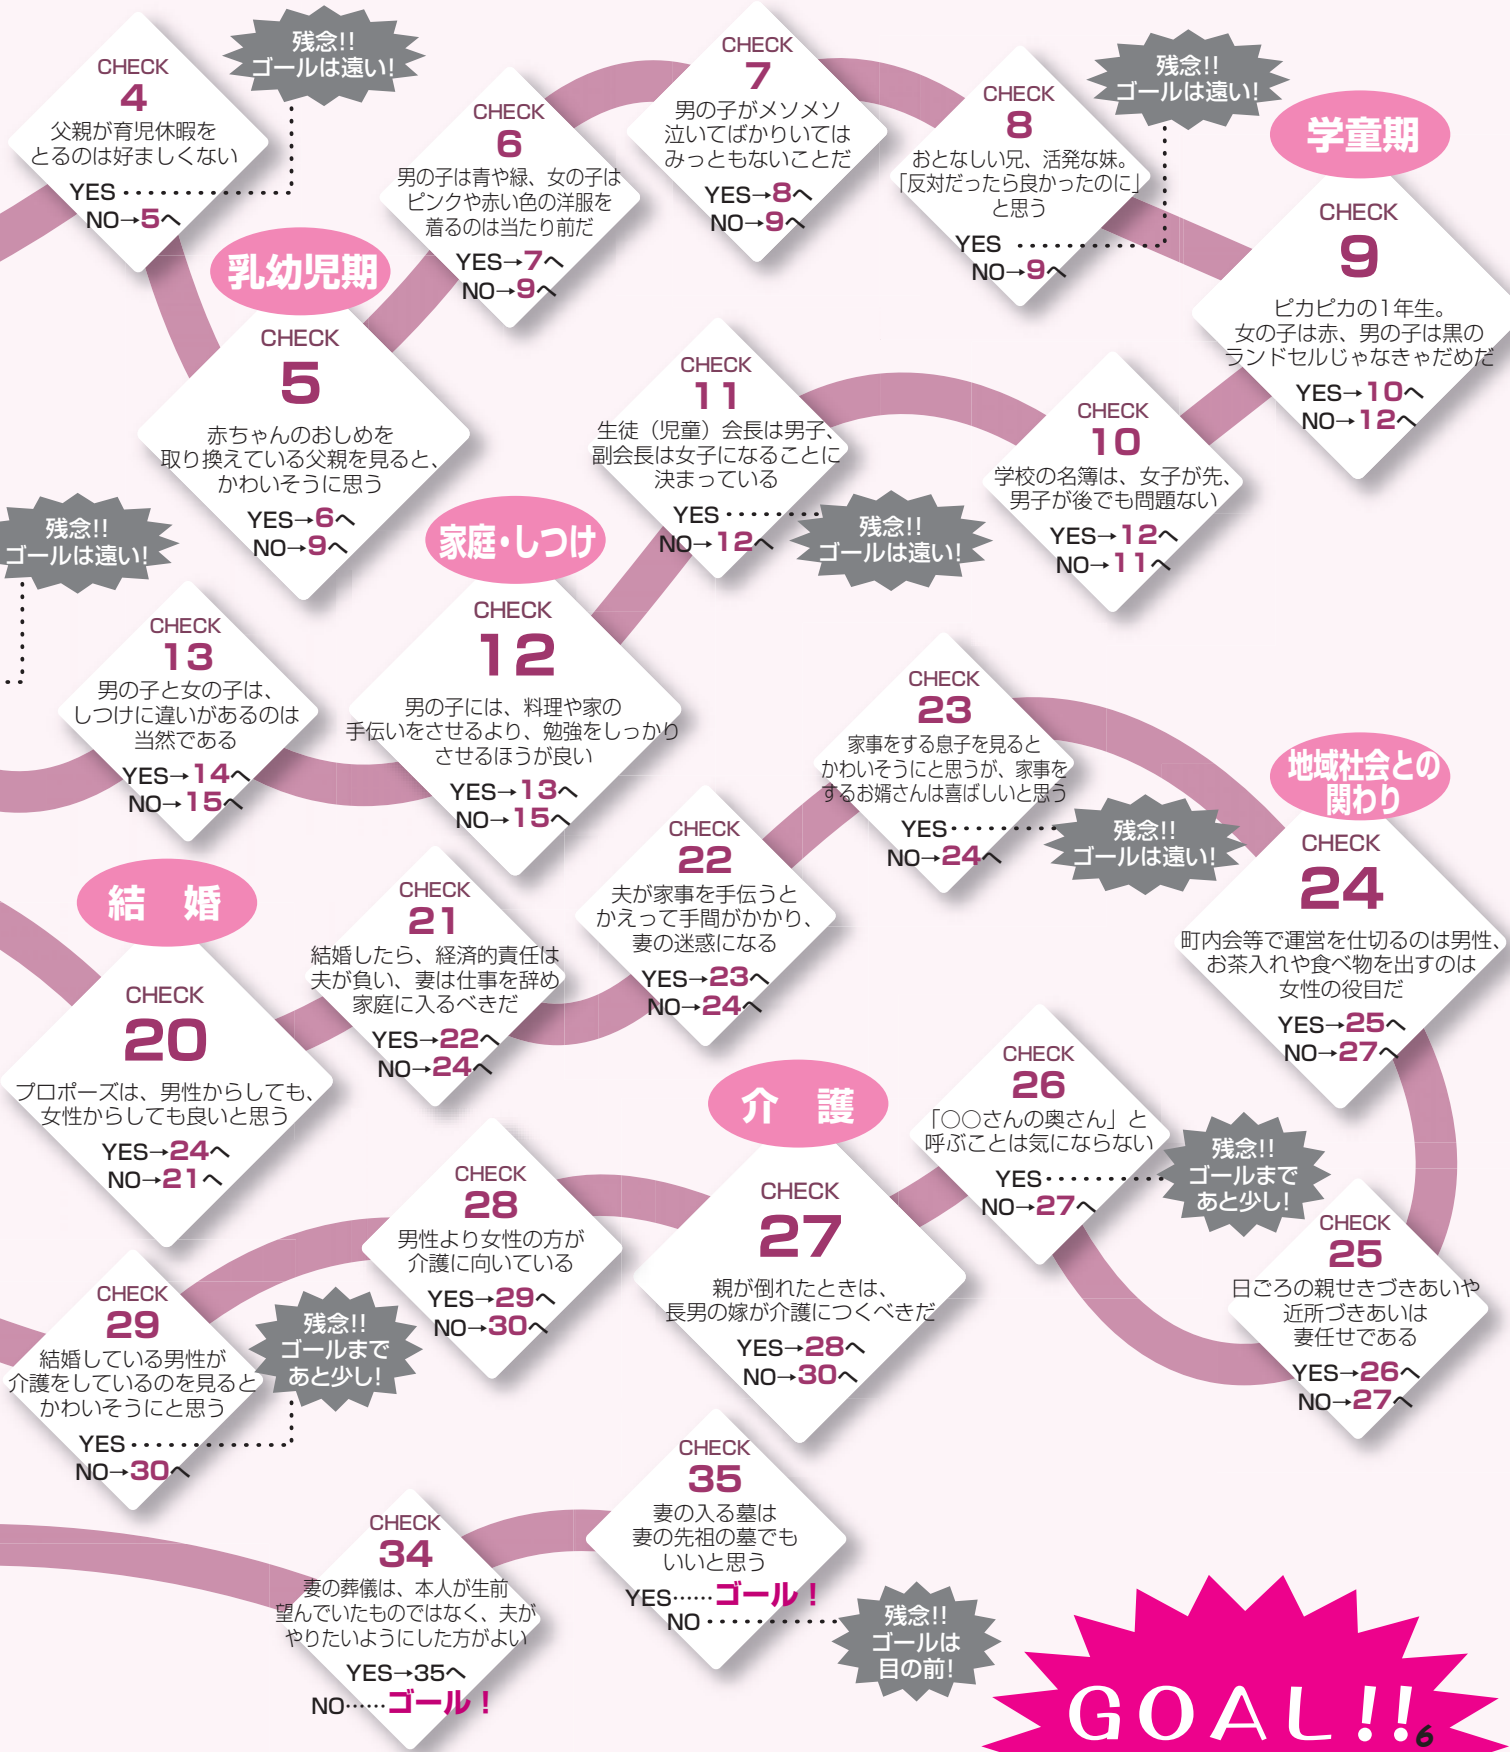 CHECK
4
父親が育児休暇を
とるのは好ましくない
YES
NO→5へ
残念!!
ゴールは遠い!
乳幼児期
CHECK
5
赤ちゃんのおしめを
取り換えている父親を見ると、
かわいそうに思う
YES→6へ
NO→9へ
CHECK
6
男の子は青や緑、女の子は
ピンクや赤い色の洋服を
着るのは当たり前だ
YES→7へ
NO→9へ
CHECK
7
男の子がメソメソ
泣いてばかりいては
みっともないことだ
YES→8へ
NO→9へ
CHECK
8
おとなしい兄、活発な妹。
「反対だったら良かったのに」
と思う
YES
NO→9へ
残念!!
ゴールは遠い!
学童期
CHECK
9
ピカピカの1年生。
女の子は赤、男の子は黒の
ランドセルじゃなきゃだめだ
YES→10へ
NO→12へ
CHECK
10
学校の名簿は、女子が先、
男子が後でも問題ない
YES→12へ
NO→11へ
CHECK
11
生徒（児童）会長は男子、
副会長は女子になることに
決まっている
YES
NO→12へ
残念!!
ゴールは遠い!
家庭・しつけ
CHECK
12
男の子には、料理や家の
手伝いをさせるより、勉強をしっかり
させるほうが良い
YES→13へ
NO→15へ
CHECK
13
男の子と女の子は、
しつけに違いがあるのは
当然である
YES→14へ
NO→15へ
残念!!
ゴールは遠い!
結　婚
CHECK
20
プロポーズは、男性からしても、
女性からしても良いと思う
YES→24へ
NO→21へ
CHECK
21
結婚したら、経済的責任は
夫が負い、妻は仕事を辞め
家庭に入るべきだ
YES→22へ
NO→24へ
CHECK
22
夫が家事を手伝うと
かえって手間がかかり、
妻の迷惑になる
YES→23へ
NO→24へ
CHECK
23
家事をする息子を見ると
かわいそうにと思うが、家事を
するお婿さんは喜ばしいと思う
YES
NO→24へ
残念!!
ゴールは遠い!
地域社会との
関わり
CHECK
24
町内会等で運営を仕切るのは男性、
お茶入れや食べ物を出すのは
女性の役目だ
YES→25へ
NO→27へ
CHECK
25
日ごろの親せきづきあいや
近所づきあいは
妻任せである
YES→26へ
NO→27へ
CHECK
26
「○○さんの奥さん」と
呼ぶことは気にならない
YES
NO→27へ
残念!!
ゴールまで
あと少し!
介　護
CHECK
27
親が倒れたときは、
長男の嫁が介護につくべきだ
YES→28へ
NO→30へ
CHECK
28
男性より女性の方が
介護に向いている
YES→29へ
NO→30へ
CHECK
29
結婚している男性が
介護をしているのを見ると
かわいそうにと思う
YES
NO→30へ
残念!!
ゴールまで
あと少し!
CHECK
34
妻の葬儀は、本人が生前
望んでいたものではなく、夫が
やりたいようにした方がよい
YES→35へ
NO……ゴール！
CHECK
35
妻の入る墓は
妻の先祖の墓でも
いいと思う
YES……ゴール！
NO
残念!!
ゴールは
目の前!
GOAL!!
6